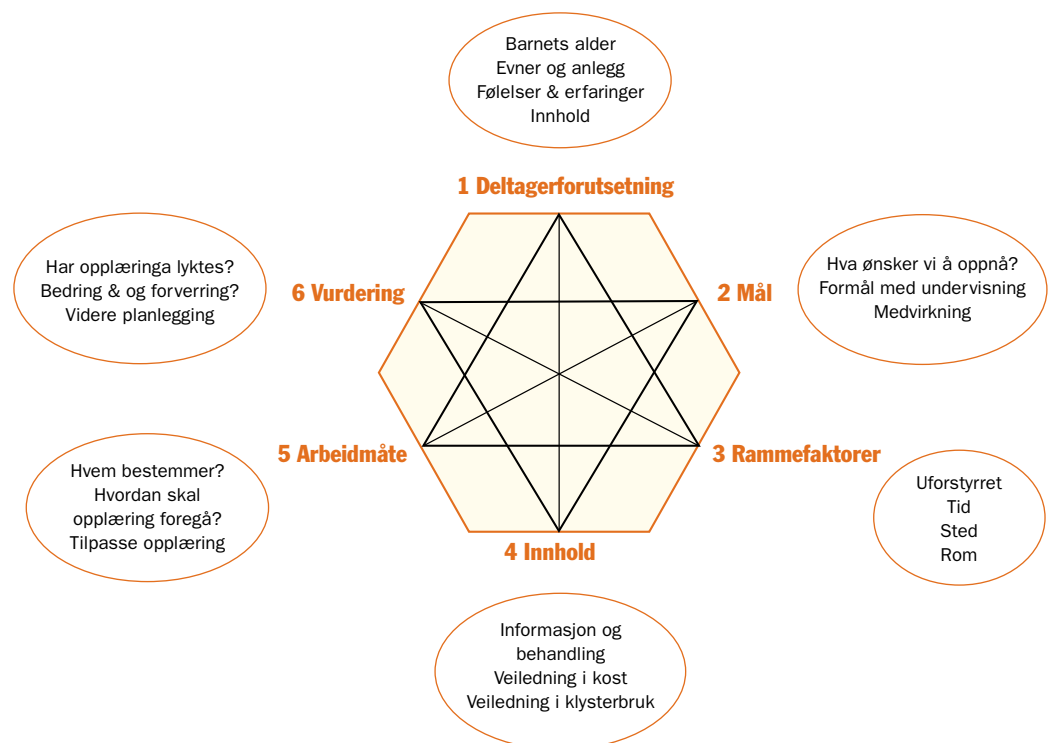 Barnets alder
Evner og anlegg
Følelser & erfaringer
Innhold
1 Deltagerforutsetning
Har opplæringa lyktes?
Bedring & og forverring?
Videre planlegging
6 Vurdering
2 Mål
Hva ønsker vi å oppnå?
Formål med undervisning
Medvirkning
5 Arbeidmåte
3 Rammefaktorer
Hvem bestemmer?
Hvordan skal
opplæring foregå?
Tilpasse opplæring
Uforstyrret
Tid
Sted
Rom
4 Innhold
Informasjon og
behandling
Veiledning i kost
Veiledning i klysterbruk